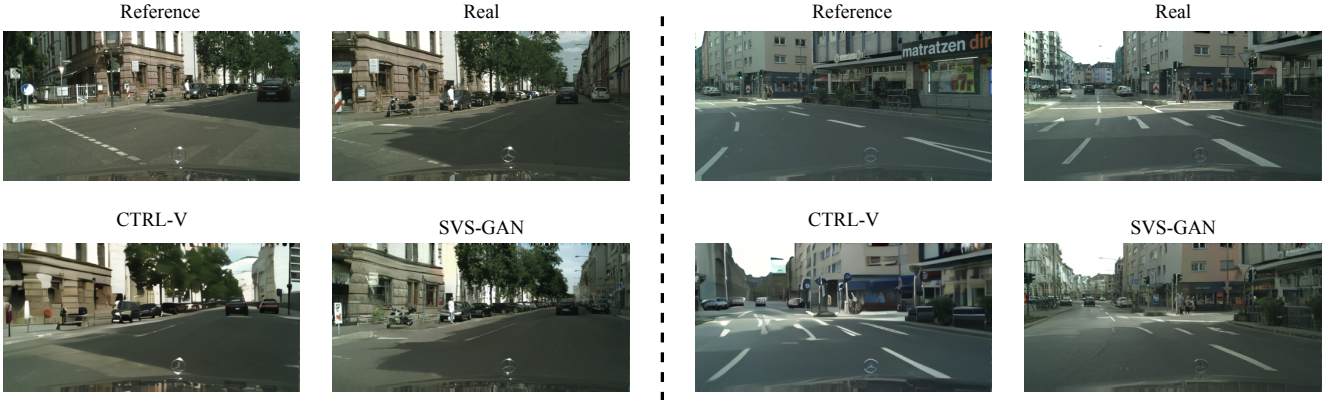 Reference
Real
Reference
Real
matratzen dir
CTRL-V
SVS-GAN
CTRL-V
SVS-GAN